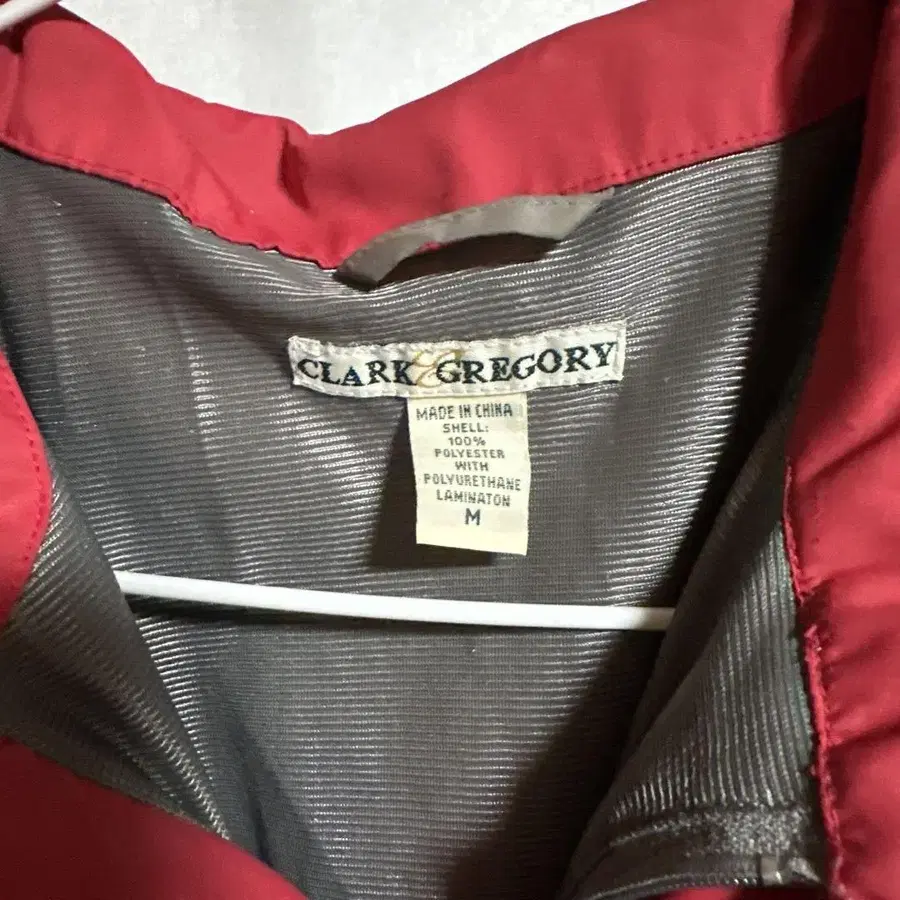 CLARK & GREGORY
MADE IN CHINA
SHELL:
100%
POLYESTER
WITH
POLYURETHANE
LAMINATON
M